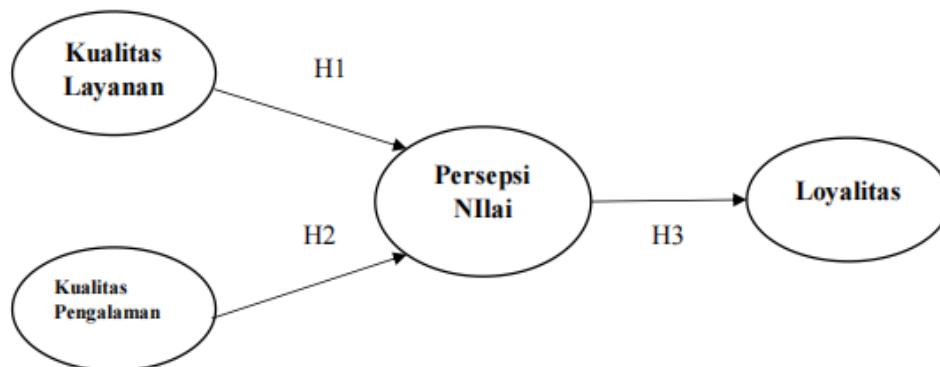 Kualitas
Layanan
H1
Persepsi
NIlai
Loyalitas
H2
H3
Kualitas
Pengalaman